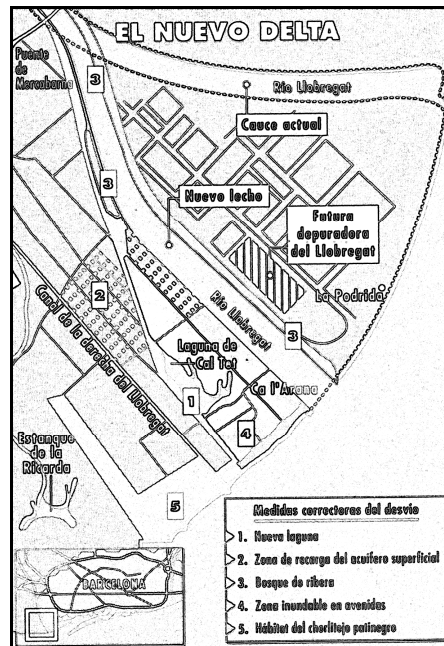 EL NUEVO DELTA
Puente
de
Mercabarna
3
Río Llobregat
Cauce actual
3
Nuevo lecho
Futura
depuradora
del Llobregat
2
Canal de la derecha del Llobregat
Río Llobregat
La Podrida
3
Laguna de
Cal Tet
Ca l'Arana
1
4
Estanque
de la
Ricarda
5
BARCELONA
Medidas correctoras del desvío
1. Nueva laguna
2. Zona de recarga del acuífero superficial
3. Bosque de ribera
4. Zona inundable en avenidas
5. Hábitat del chorlitejo patinegro